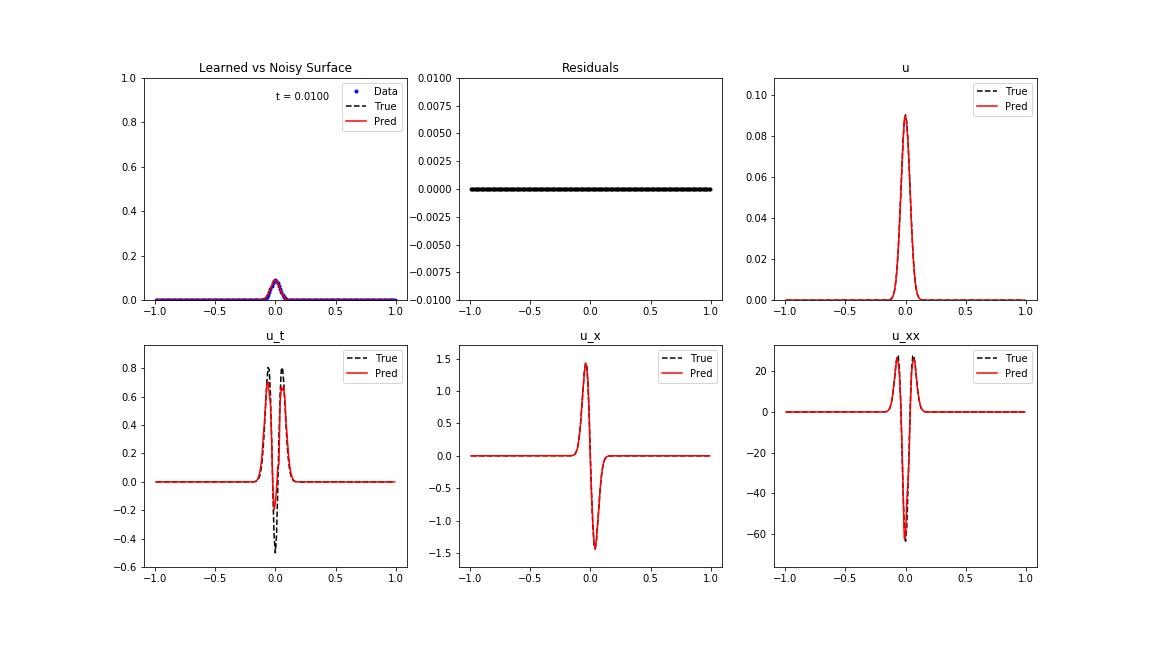 Learned vs Noisy Surface
1.0
0.8
0.6
0.4
0.2
0.0
−1.0 −0.5 0.0 0.5 1.0
t = 0.0100
Data
True
Pred
Residuals
0.0100
0.0075
0.0050
0.0025
0.0000
−0.0025
−0.0050
−0.0075
−0.0100
−1.0 −0.5 0.0 0.5 1.0
u
0.10
0.08
0.06
0.04
0.02
0.00
−1.0 −0.5 0.0 0.5 1.0
True
Pred
u_t
0.8
0.6
0.4
0.2
0.0
−0.2
−0.4
−0.6
−1.0 −0.5 0.0 0.5 1.0
True
Pred
u_x
1.5
1.0
0.5
0.0
−0.5
−1.0
−1.5
−1.0 −0.5 0.0 0.5 1.0
True
Pred
u_xx
20
0
−20
−40
−60
−1.0 −0.5 0.0 0.5 1.0
True
Pred